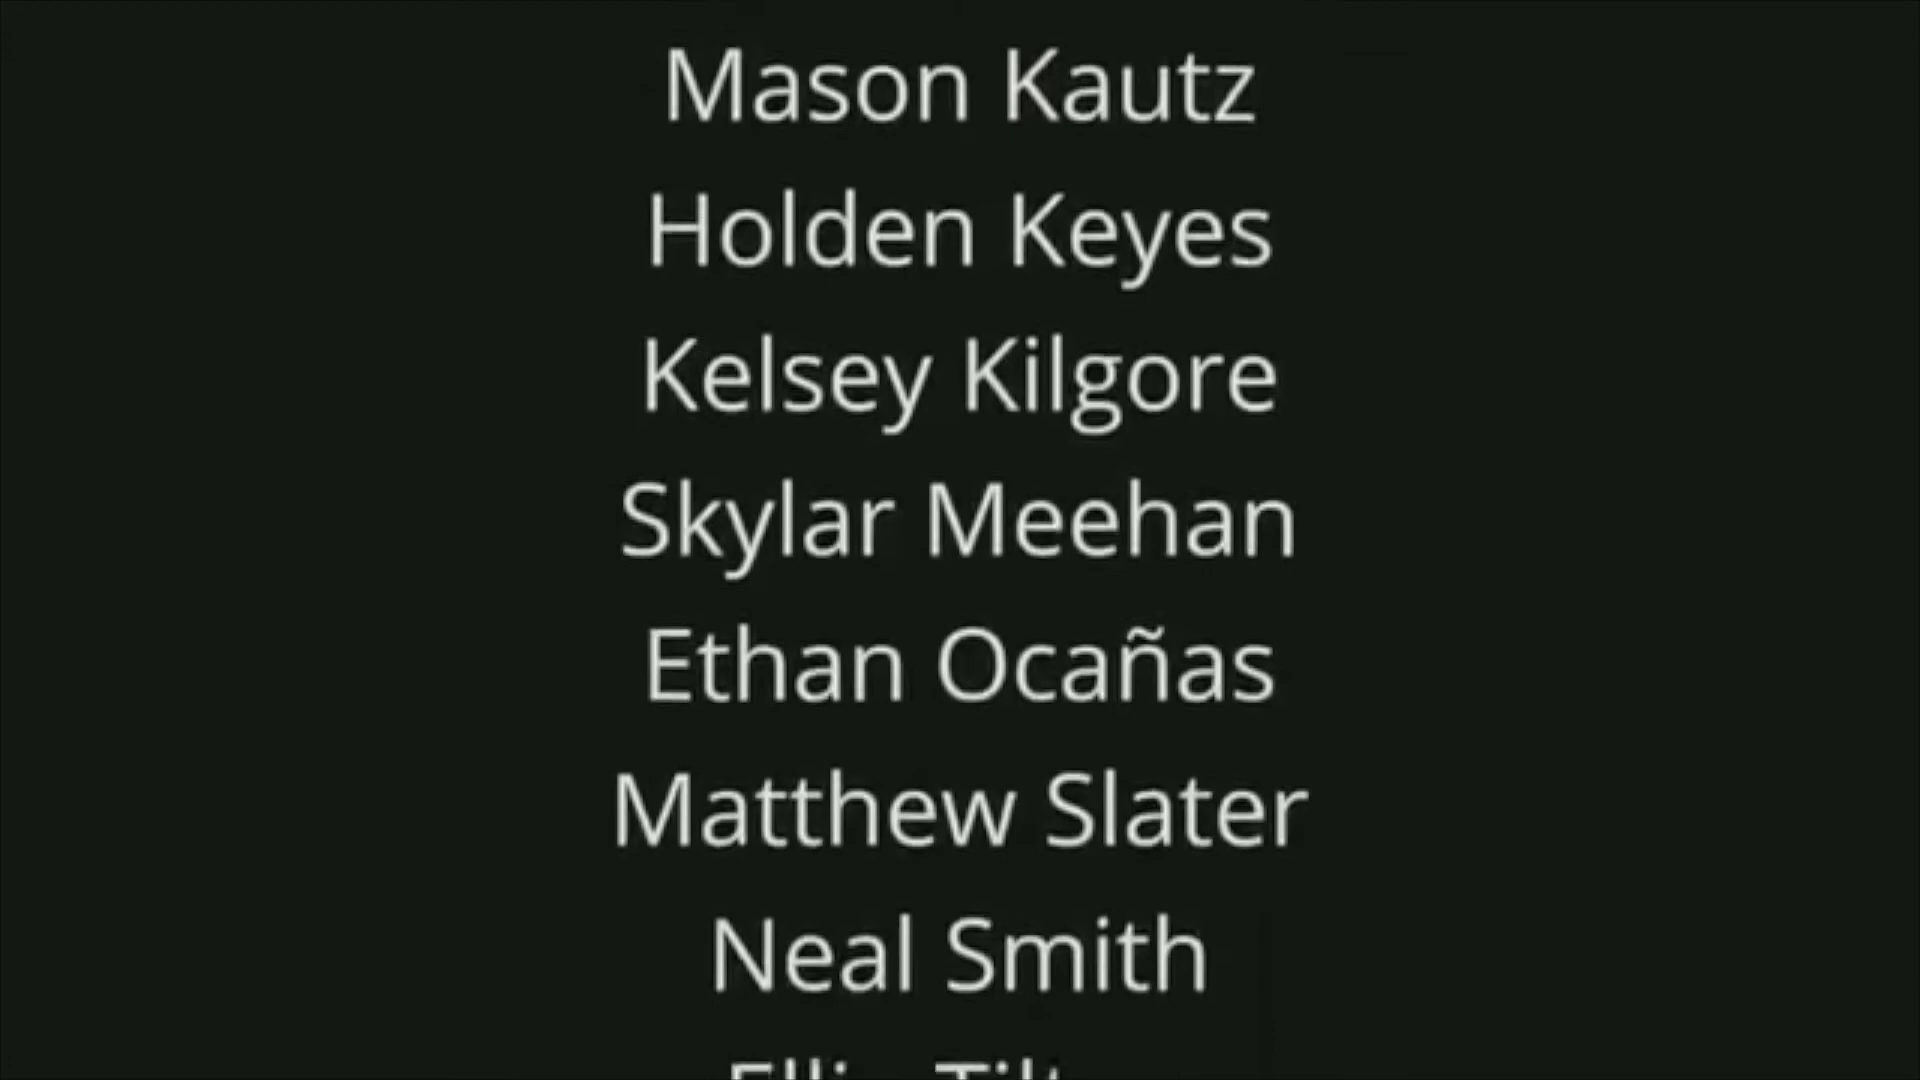 Mason Kautz
Holden Keyes
Kelsey Kilgore
Skylar Meehan
Ethan Ocañas
Matthew Slater
Neal Smith